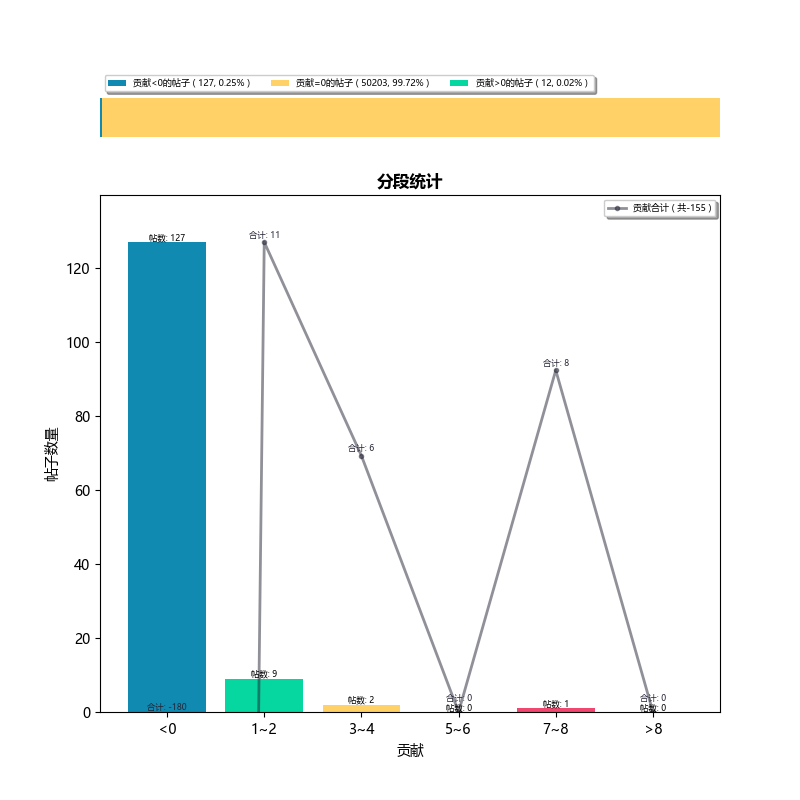 贡献<0的帖子 ( 127, 0.25% ) 贡献=0的帖子 ( 50203, 99.72% ) 贡献>0的帖子 ( 12, 0.02% )
分段统计
贡献合计 ( 共-155 )
帖数: 127
合计: 11
合计: 8
合计: 6
帖数: 9
帖数: 2
合计: 0
帖数: 0
帖数: 1
合计: 0
帖数: 0
合计: -180
120
100
80
60
40
20
0
帖子数量
<0 1~2 3~4 5~6 7~8 >8
贡献